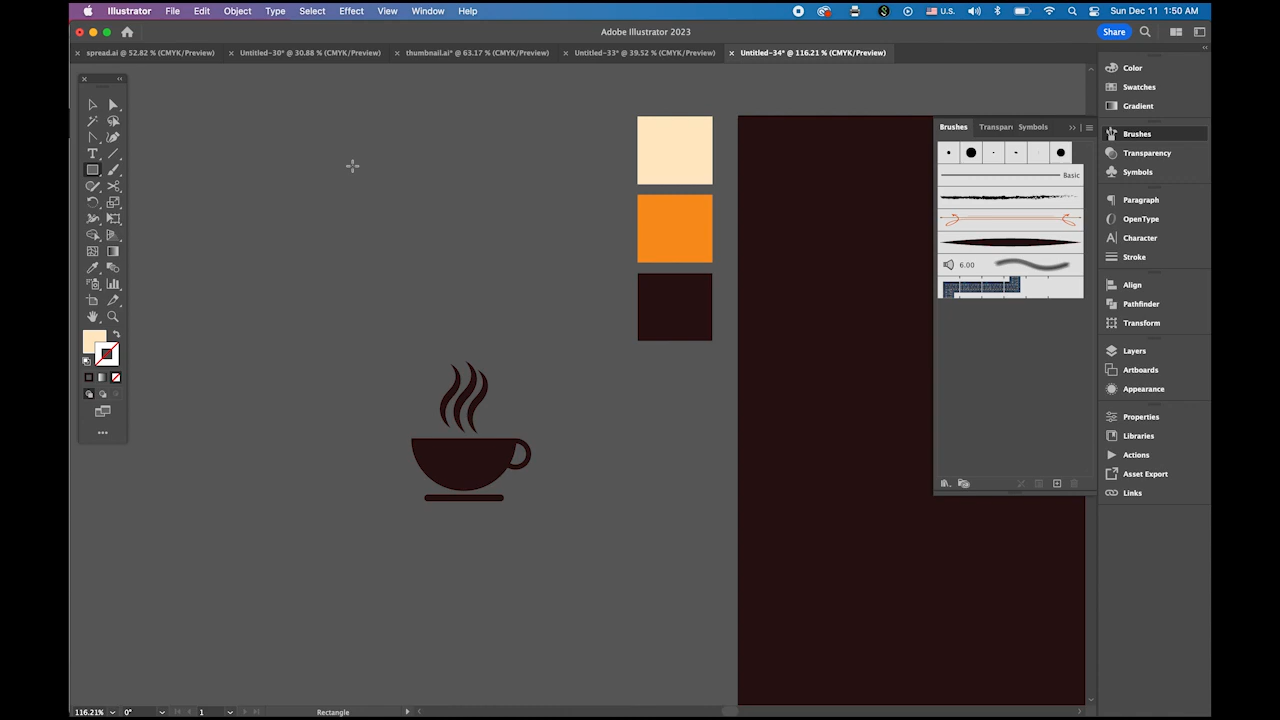 Illustrator File Edit Object Type Select Effect View Window Help U.S. Sun Dec 11 1:50 AM
Adobe Illustrator 2023 Share
spread.ai @ 52.82 % (CMYK/Preview) Untitled-30* @ 30.88 % (CMYK/Preview) thumbnail.ai* @ 63.17 % (CMYK/Preview) Untitled-33* @ 39.52 % (CMYK/Preview) Untitled-34* @ 116.21 % (CMYK/Preview)
Brushes Transpar Symbols
Basic
6.00
Color
Swatches
Gradient
Brushes
Transparency
Symbols
Paragraph
OpenType
Character
Stroke
Align
Pathfinder
Transform
Layers
Artboards
Appearance
Properties
Libraries
Actions
Asset Export
Links
116.21% 0° 1 Rectangle